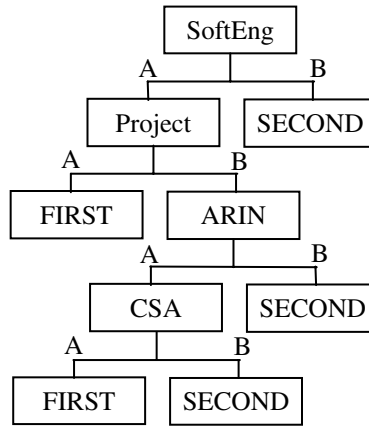 SoftEng
A B
Project SECOND
A B
FIRST ARIN
A B
CSA SECOND
A B
FIRST SECOND